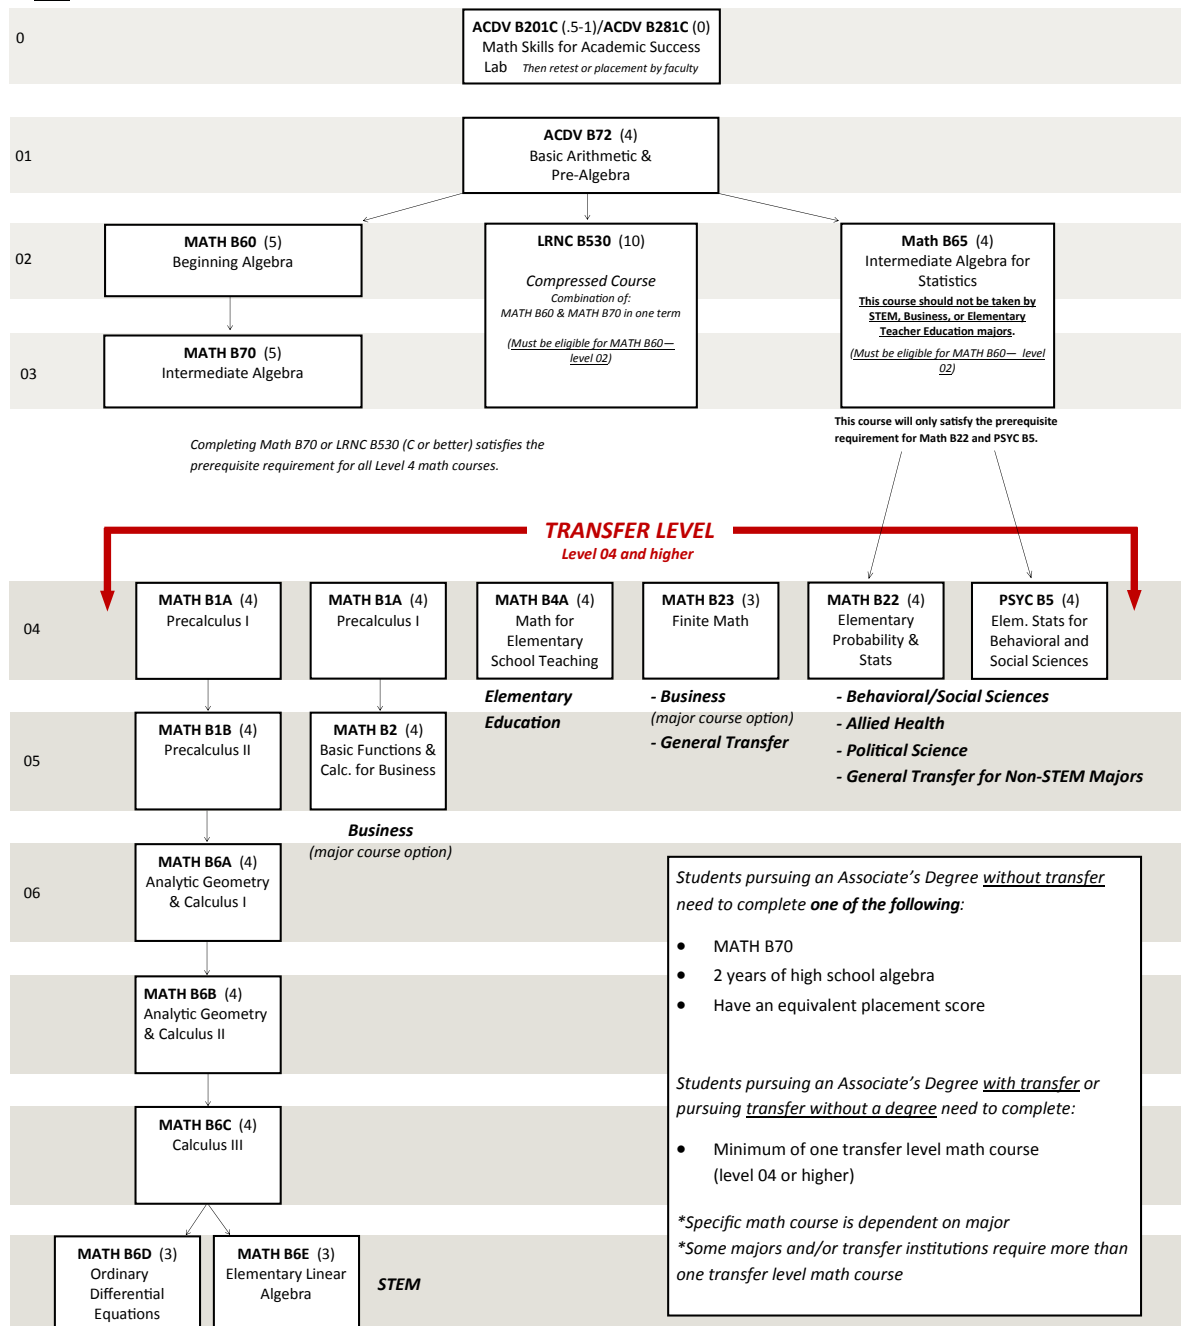 0
ACDV B201C (.5-1)/ACDV B281C (0)
Math Skills for Academic Success
Lab Then retest or placement by faculty
01
ACDV B72 (4)
Basic Arithmetic &
Pre-Algebra
02
MATH B60 (5)
Beginning Algebra
LRNC B530 (10)
Compressed Course
Combination of:
MATH B60 & MATH B70 in one term
(Must be eligible for MATH B60—
level 02)
Math B65 (4)
Intermediate Algebra for
Statistics
This course should not be taken by
STEM, Business, or Elementary
Teacher Education majors.
(Must be eligible for MATH B60— level
02)
03
MATH B70 (5)
Intermediate Algebra
This course will only satisfy the prerequisite
requirement for Math B22 and PSYC B5.
Completing Math B70 or LRNC B530 (C or better) satisfies the
prerequisite requirement for all Level 4 math courses.
TRANSFER LEVEL
Level 04 and higher
04
MATH B1A (4)
Precalculus I
MATH B1A (4)
Precalculus I
MATH B4A (4)
Math for
Elementary
School Teaching
MATH B23 (3)
Finite Math
MATH B22 (4)
Elementary
Probability &
Stats
PSYC B5 (4)
Elem. Stats for
Behavioral and
Social Sciences
Elementary
Education
- Business
(major course option)
- General Transfer
- Behavioral/Social Sciences
- Allied Health
- Political Science
- General Transfer for Non-STEM Majors
05
MATH B1B (4)
Precalculus II
MATH B2 (4)
Basic Functions &
Calc. for Business
Business
(major course option)
06
MATH B6A (4)
Analytic Geometry
& Calculus I
MATH B6B (4)
Analytic Geometry
& Calculus II
MATH B6C (4)
Calculus III
MATH B6D (3)
Ordinary
Differential
Equations
MATH B6E (3)
Elementary Linear
Algebra
STEM
Students pursuing an Associate's Degree without transfer
need to complete one of the following:
• MATH B70
• 2 years of high school algebra
• Have an equivalent placement score
Students pursuing an Associate's Degree with transfer or
pursuing transfer without a degree need to complete:
• Minimum of one transfer level math course
(level 04 or higher)
*Specific math course is dependent on major
*Some majors and/or transfer institutions require more than
one transfer level math course